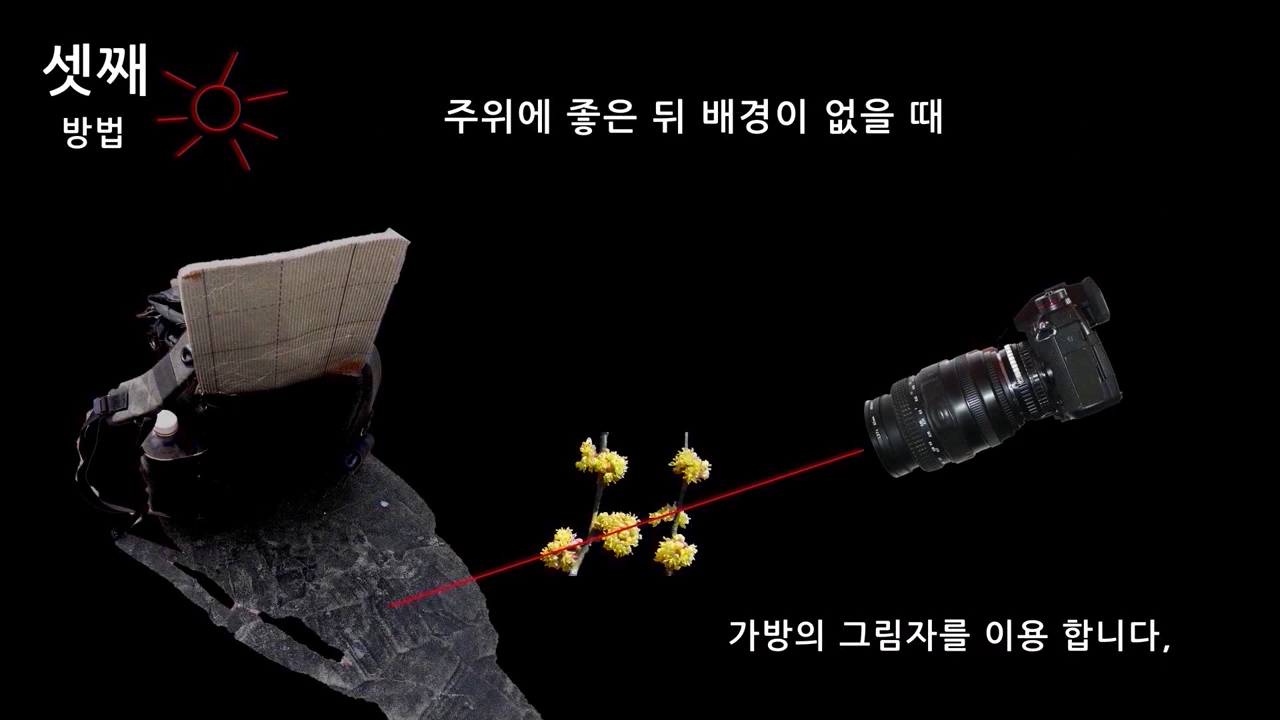 셋째
방법
주위에 좋은 뒤 배경이 없을 때
가방의 그림자를 이용 합니다,